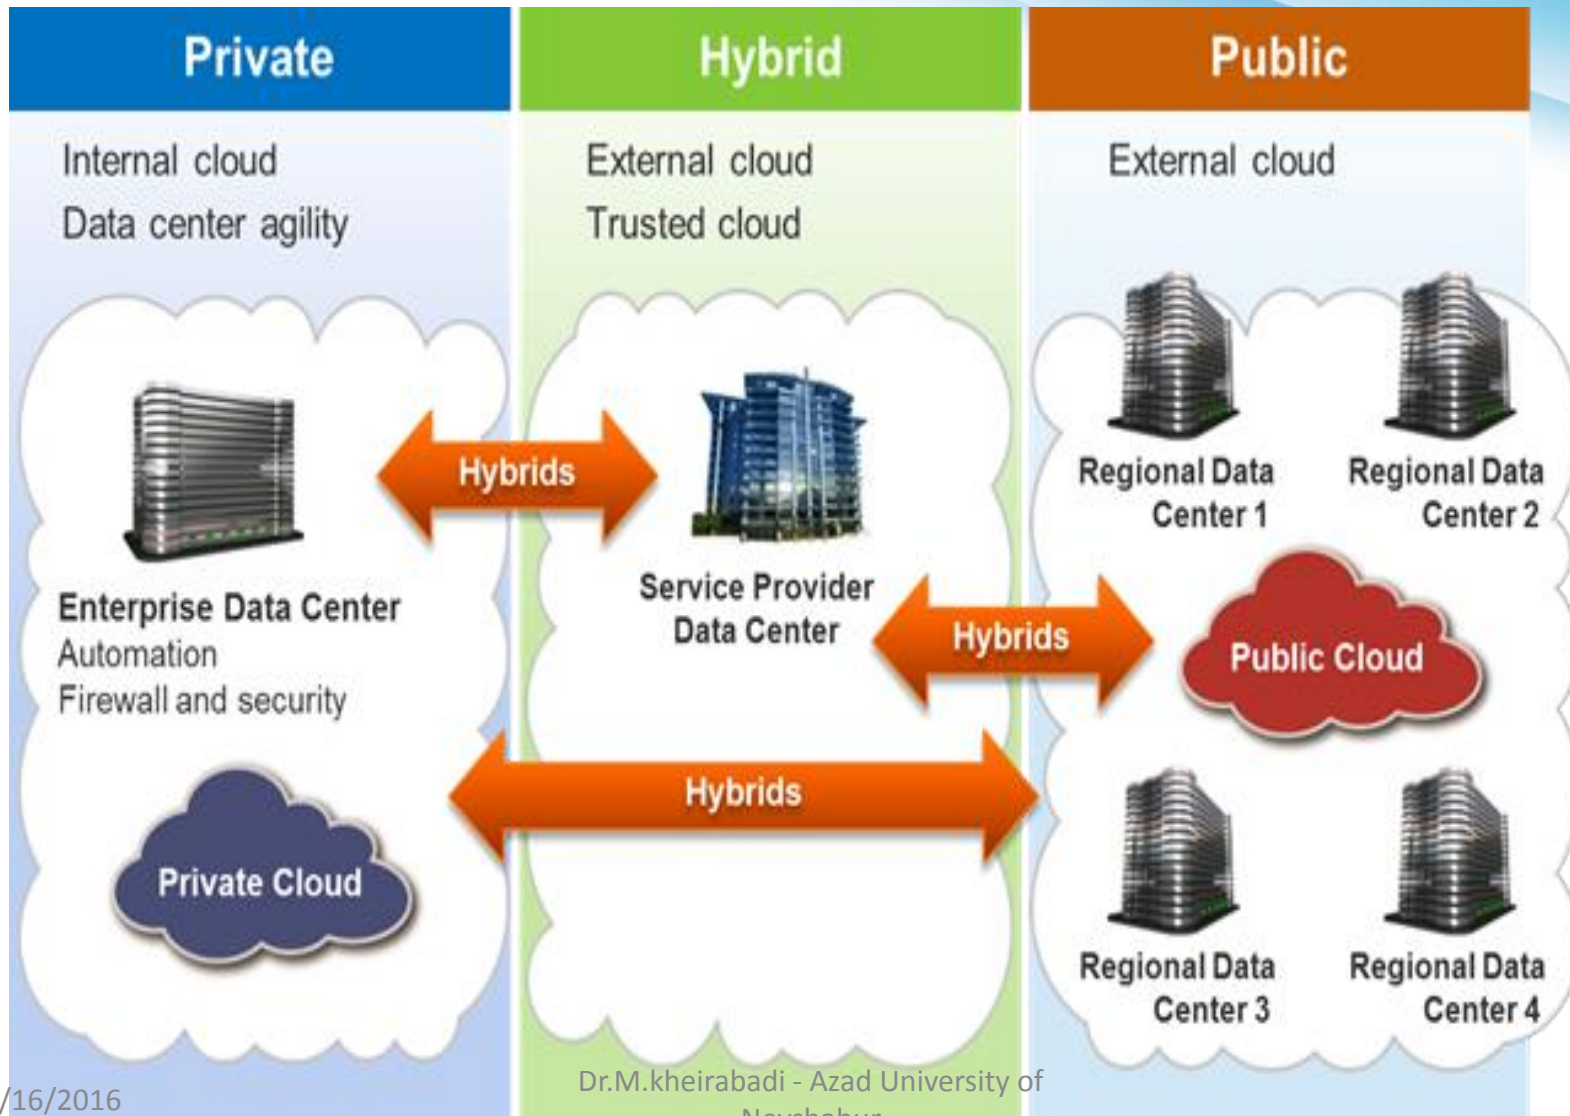 Private
Internal cloud
Data center agility
Enterprise Data Center
Automation
Firewall and security
Private Cloud
Hybrids
Hybrid
External cloud
Trusted cloud
Service Provider
Data Center
Hybrids
Hybrids
Public
External cloud
Regional Data
Center 1
Regional Data
Center 2
Public Cloud
Regional Data
Center 3
Regional Data
Center 4
/16/2016
Dr.M.kheirabadi - Azad University of